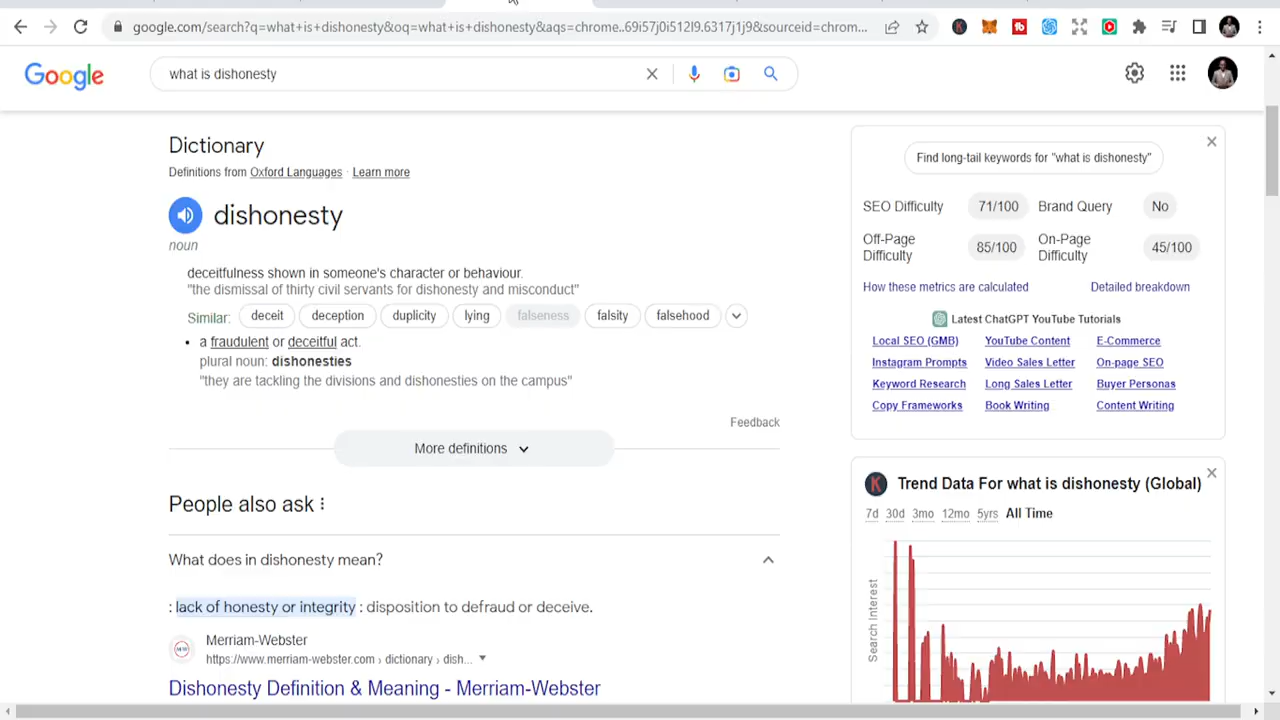 google.com/search?q=what+is+dishonesty&oq=what+is+dishonesty&aqs=chrome..69i57j0i512l9.6317j1j9&sourceid=chrom...
Google
what is dishonesty
Dictionary
Definitions from Oxford Languages · Learn more
dishonesty
noun
deceitfulness shown in someone's character or behaviour.
"the dismissal of thirty civil servants for dishonesty and misconduct"
Similar: deceit deception duplicity lying falseness falsity falsehood
• a fraudulent or deceitful act.
plural noun: dishonesties
"they are tackling the divisions and dishonesties on the campus"
Feedback
More definitions
People also ask
What does in dishonesty mean?
: lack of honesty or integrity : disposition to defraud or deceive.
Merriam-Webster
https://www.merriam-webster.com › dictionary › dish...
Dishonesty Definition & Meaning - Merriam-Webster
Find long-tail keywords for "what is dishonesty"
SEO Difficulty 71/100 Brand Query No
Off-Page Difficulty 85/100 On-Page Difficulty 45/100
How these metrics are calculated Detailed breakdown
Latest ChatGPT YouTube Tutorials
Local SEO (GMB) YouTube Content E-Commerce
Instagram Prompts Video Sales Letter On-page SEO
Keyword Research Long Sales Letter Buyer Personas
Copy Frameworks Book Writing Content Writing
K Trend Data For what is dishonesty (Global)
7d 30d 3mo 12mo 5yrs All Time
Search Interest